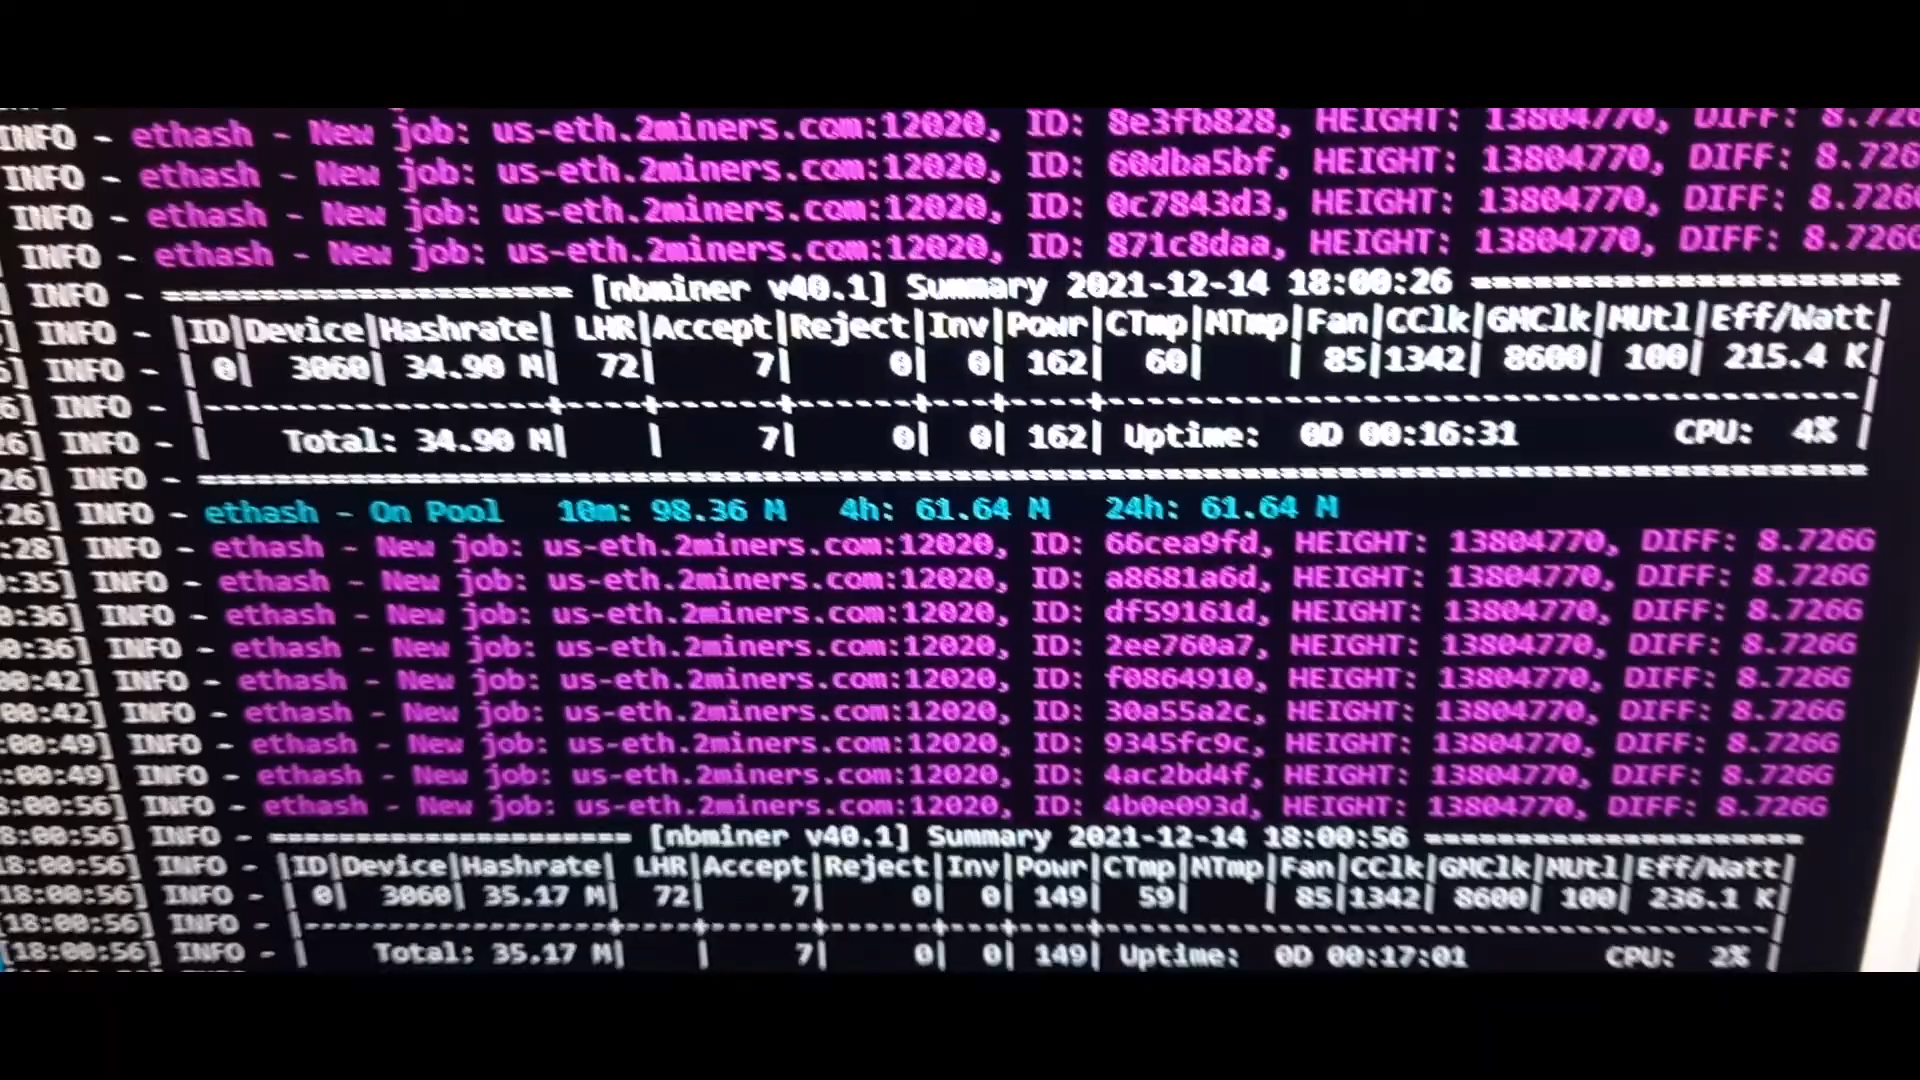 INFO - ethash - New job: us-eth.2miners.com:12020, ID: 8e3fb828, HEIGHT: 13804770, DIFF: 8.726
INFO - ethash - New job: us-eth.2miners.com:12020, ID: 60dba5bf, HEIGHT: 13804770, DIFF: 8.726
INFO - ethash - New job: us-eth.2miners.com:12020, ID: 0c7843d3, HEIGHT: 13804770, DIFF: 8.726G
INFO - ethash - New job: us-eth.2miners.com:12020, ID: 871c8daa, HEIGHT: 13804770, DIFF: 8.726G
] INFO - ===================== [nbminer v40.1] Summary 2021-12-14 18:00:26 ======================
] INFO - |ID|Device|Hashrate| LHR|Accept|Reject|Inv|Powr|CTmp|MTmp|Fan|CClk|GMClk|MUtl|Eff/Watt|
6] INFO - | 0| 3060| 34.90 M| 72| 7| 0| 0| 162| 60| | 85|1342| 8600| 100| 215.4 K|
6] INFO - |------------------+----+------+------+---+----+--------------------------------------------|
26] INFO - | Total: 34.90 M| | 7| 0| 0| 162| Uptime: 0D 00:16:31 CPU: 4% |
26] INFO - ================================================================================
:26] INFO - ethash - On Pool 10m: 98.36 M 4h: 61.64 M 24h: 61.64 M
:28] INFO - ethash - New job: us-eth.2miners.com:12020, ID: 66cea9fd, HEIGHT: 13804770, DIFF: 8.726G
0:35] INFO - ethash - New job: us-eth.2miners.com:12020, ID: a8681a6d, HEIGHT: 13804770, DIFF: 8.726G
0:36] INFO - ethash - New job: us-eth.2miners.com:12020, ID: df59161d, HEIGHT: 13804770, DIFF: 8.726G
0:36] INFO - ethash - New job: us-eth.2miners.com:12020, ID: 2ee760a7, HEIGHT: 13804770, DIFF: 8.726G
00:42] INFO - ethash - New job: us-eth.2miners.com:12020, ID: f0864910, HEIGHT: 13804770, DIFF: 8.726G
00:42] INFO - ethash - New job: us-eth.2miners.com:12020, ID: 30a55a2c, HEIGHT: 13804770, DIFF: 8.726G
:00:49] INFO - ethash - New job: us-eth.2miners.com:12020, ID: 9345fc9c, HEIGHT: 13804770, DIFF: 8.726G
:00:49] INFO - ethash - New job: us-eth.2miners.com:12020, ID: 4ac2bd4f, HEIGHT: 13804770, DIFF: 8.726G
8:00:56] INFO - ethash - New job: us-eth.2miners.com:12020, ID: 4b0e093d, HEIGHT: 13804770, DIFF: 8.726G
8:00:56] INFO - ===================== [nbminer v40.1] Summary 2021-12-14 18:00:56 ======================
18:00:56] INFO - |ID|Device|Hashrate| LHR|Accept|Reject|Inv|Powr|CTmp|MTmp|Fan|CClk|GMClk|MUtl|Eff/Watt|
18:00:56] INFO - | 0| 3060| 35.17 M| 72| 7| 0| 0| 149| 59| | 85|1342| 8600| 100| 236.1 K|
[18:00:56] INFO - |------------------+----+------+------+---+----+--------------------------------------------|
[18:00:56] INFO - | Total: 35.17 M| | 7| 0| 0| 149| Uptime: 0D 00:17:01 CPU: 2% |